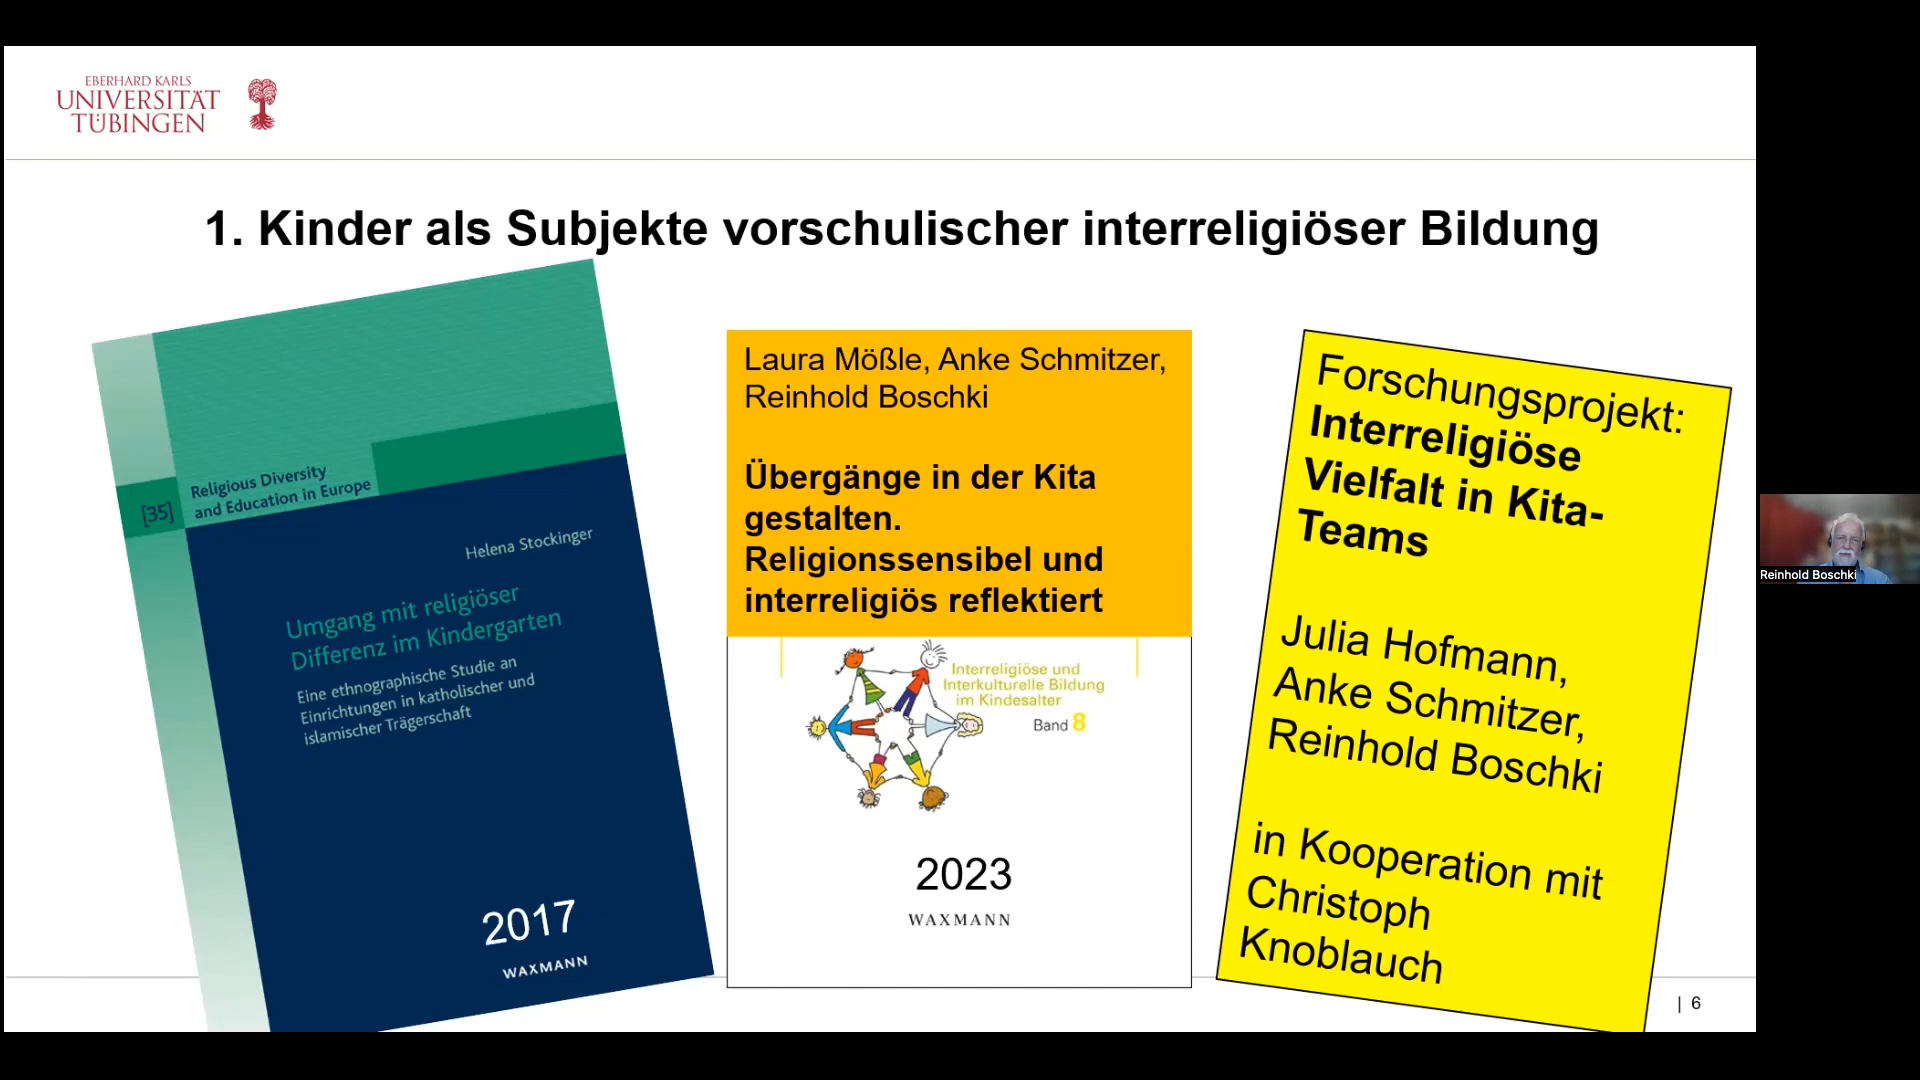 EBERHARD KARLS
UNIVERSITÄT
TÜBINGEN
1. Kinder als Subjekte vorschulischer interreligiöser Bildung
[35]
Religious Diversity
and Education in Europe
Helena Stockinger
Umgang mit religiöser
Differenz im Kindergarten
Eine ethnographische Studie an
Einrichtungen in katholischer und
islamischer Trägerschaft
2017
WAXMANN
Laura Mößle, Anke Schmitzer,
Reinhold Boschki
Übergänge in der Kita
gestalten.
Religionssensibel und
interreligiös reflektiert
Interreligiöse und
Interkulturelle Bildung
im Kindesalter
Band 8
2023
WAXMANN
Forschungsprojekt:
Interreligiöse
Vielfalt in Kita-
Teams
Julia Hofmann,
Anke Schmitzer,
Reinhold Boschki
in Kooperation mit
Christoph
Knoblauch
| 6
Reinhold Boschki